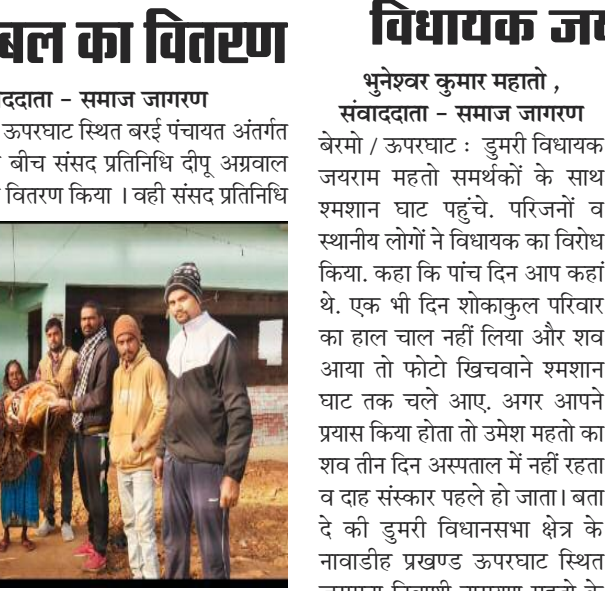 का वितरण
संवाददाता - समाज जागरण
ऊपरघाट स्थित बरई पंचायत अंतर्गत
बीच संसद प्रतिनिधि दीपू अग्रवाल
वितरण किया । वही संसद प्रतिनिधि
विधायक
भुनेश्वर कुमार महातो ,
संवाददाता - समाज जागरण
बेरमो / ऊपरघाट : डुमरी विधायक
जयराम महतो समर्थकों के साथ
श्मशान घाट पहुंचे. परिजनों व
स्थानीय लोगों ने विधायक का विरोध
किया. कहा कि पांच दिन आप कहां
थे. एक भी दिन शोकाकुल परिवार
का हाल चाल नहीं लिया और शव
आया तो फोटो खिचवाने श्मशान
घाट तक चले आए. अगर आपने
प्रयास किया होता तो उमेश महतो का
शव तीन दिन अस्पताल में नहीं रहता
व दाह संस्कार पहले हो जाता। बता
दे की डुमरी विधानसभा क्षेत्र के
नावाडीह प्रखण्ड ऊपरघाट स्थित